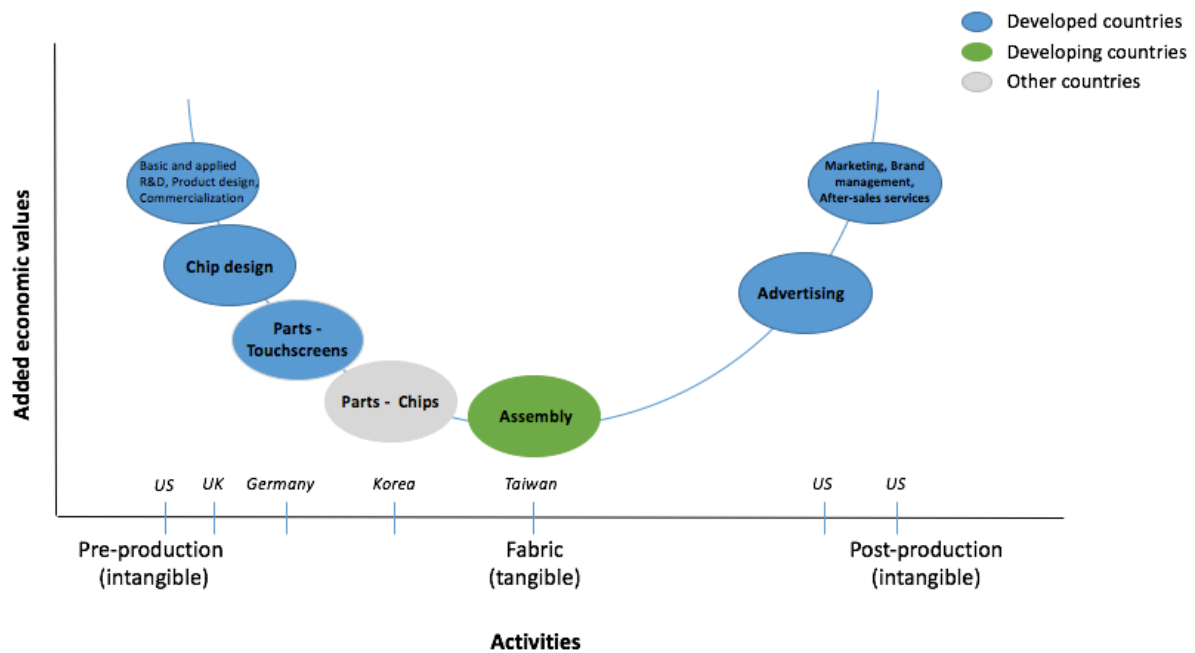 Developed countries
Developing countries
Other countries
Added economic values
Basic and applied
R&D, Product design,
Commercialization
Chip design
Parts -
Touchscreens
Parts - Chips
Assembly
Advertising
Marketing, Brand
management,
After-sales services
US
UK
Germany
Korea
Taiwan
US
US
Pre-production
(intangible)
Fabric
(tangible)
Post-production
(intangible)
Activities